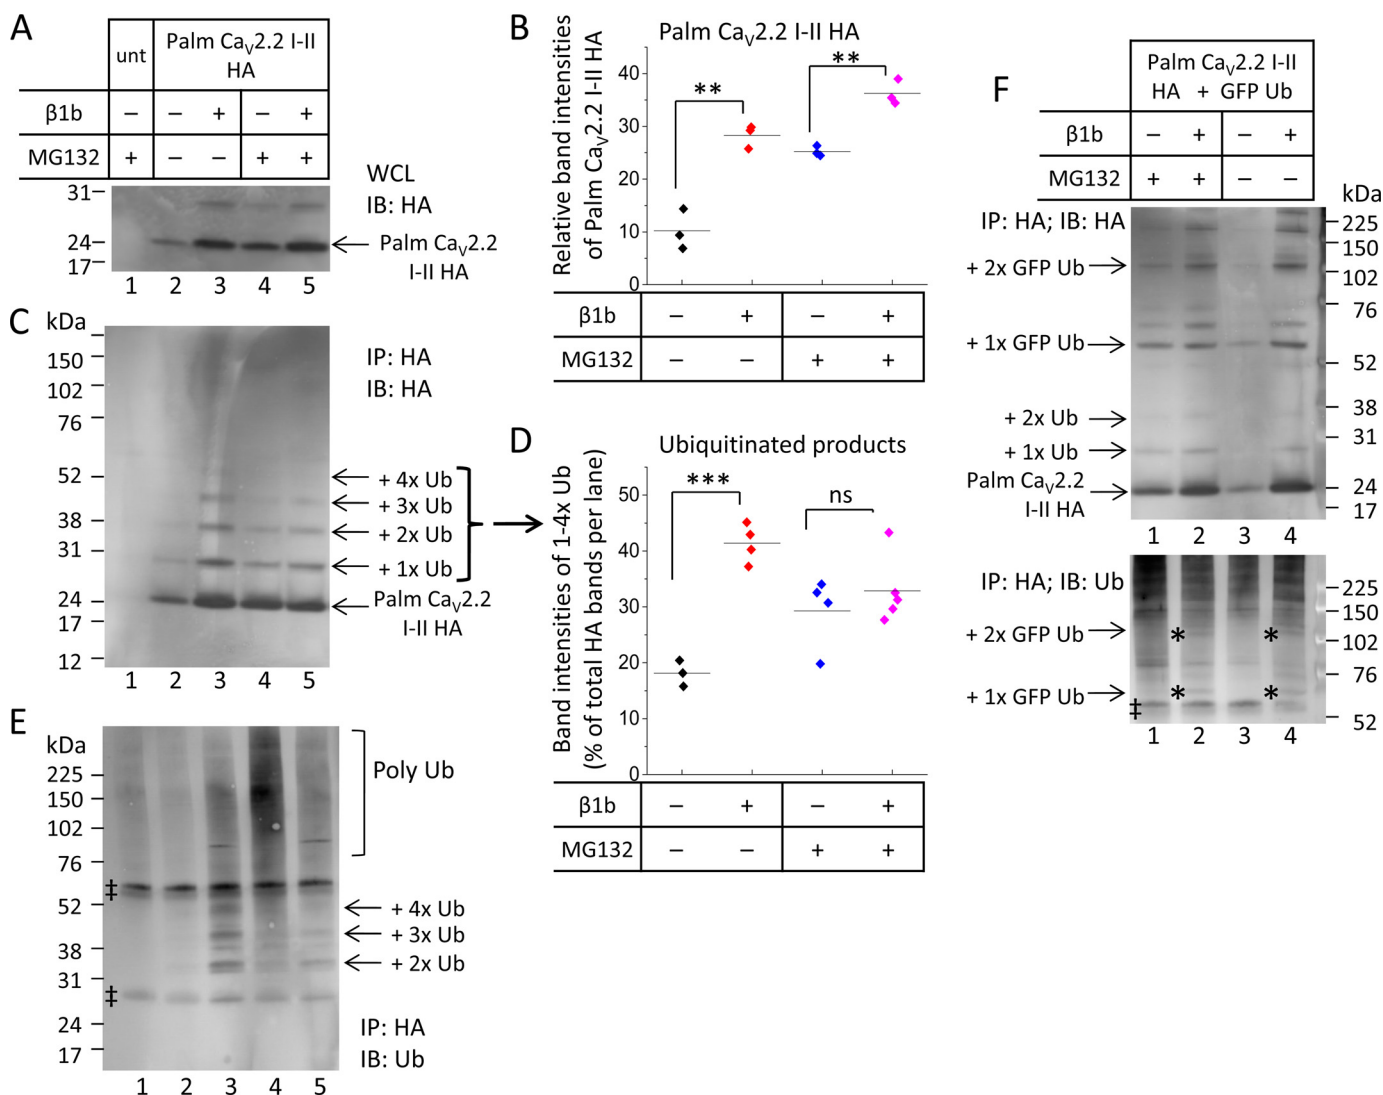 A
unt
Palm CaV2.2 I-II
HA
β1b
– – + – +
MG132
+ – – + +
31
24
17
WCL
IB: HA
Palm CaV2.2
I-II HA
1 2 3 4 5
B
Palm CaV2.2 I-II HA
Relative band intensities
of Palm CaV2.2 I-II HA
40
30
20
10
0
**
**
β1b – + – +
MG132 – – + +
C
kDa
150
102
76
52
38
31
24
17
12
IP: HA
IB: HA
+ 4x Ub
+ 3x Ub
+ 2x Ub
+ 1x Ub
Palm CaV2.2
I-II HA
1 2 3 4 5
D
Ubiquitinated products
Band intensities of 1-4x Ub
(% of total HA bands per lane)
50
40
30
20
10
0
***
ns
β1b – + – +
MG132 – – + +
E
kDa
225
150
102
76
52
38
31
24
17
‡
‡
Poly Ub
+ 4x Ub
+ 3x Ub
+ 2x Ub
IP: HA
IB: Ub
1 2 3 4 5
F
Palm CaV2.2 I-II
HA + GFP Ub
β1b – + – +
MG132 + + – –
kDa
IP: HA; IB: HA
225
150
+ 2x GFP Ub
102
76
+ 1x GFP Ub
52
+ 2x Ub
38
31
+ 1x Ub
Palm CaV2.2
I-II HA
24
17
1 2 3 4
IP: HA; IB: Ub
225
150
+ 2x GFP Ub
* *
102
76
+ 1x GFP Ub
* *
‡
52
1 2 3 4